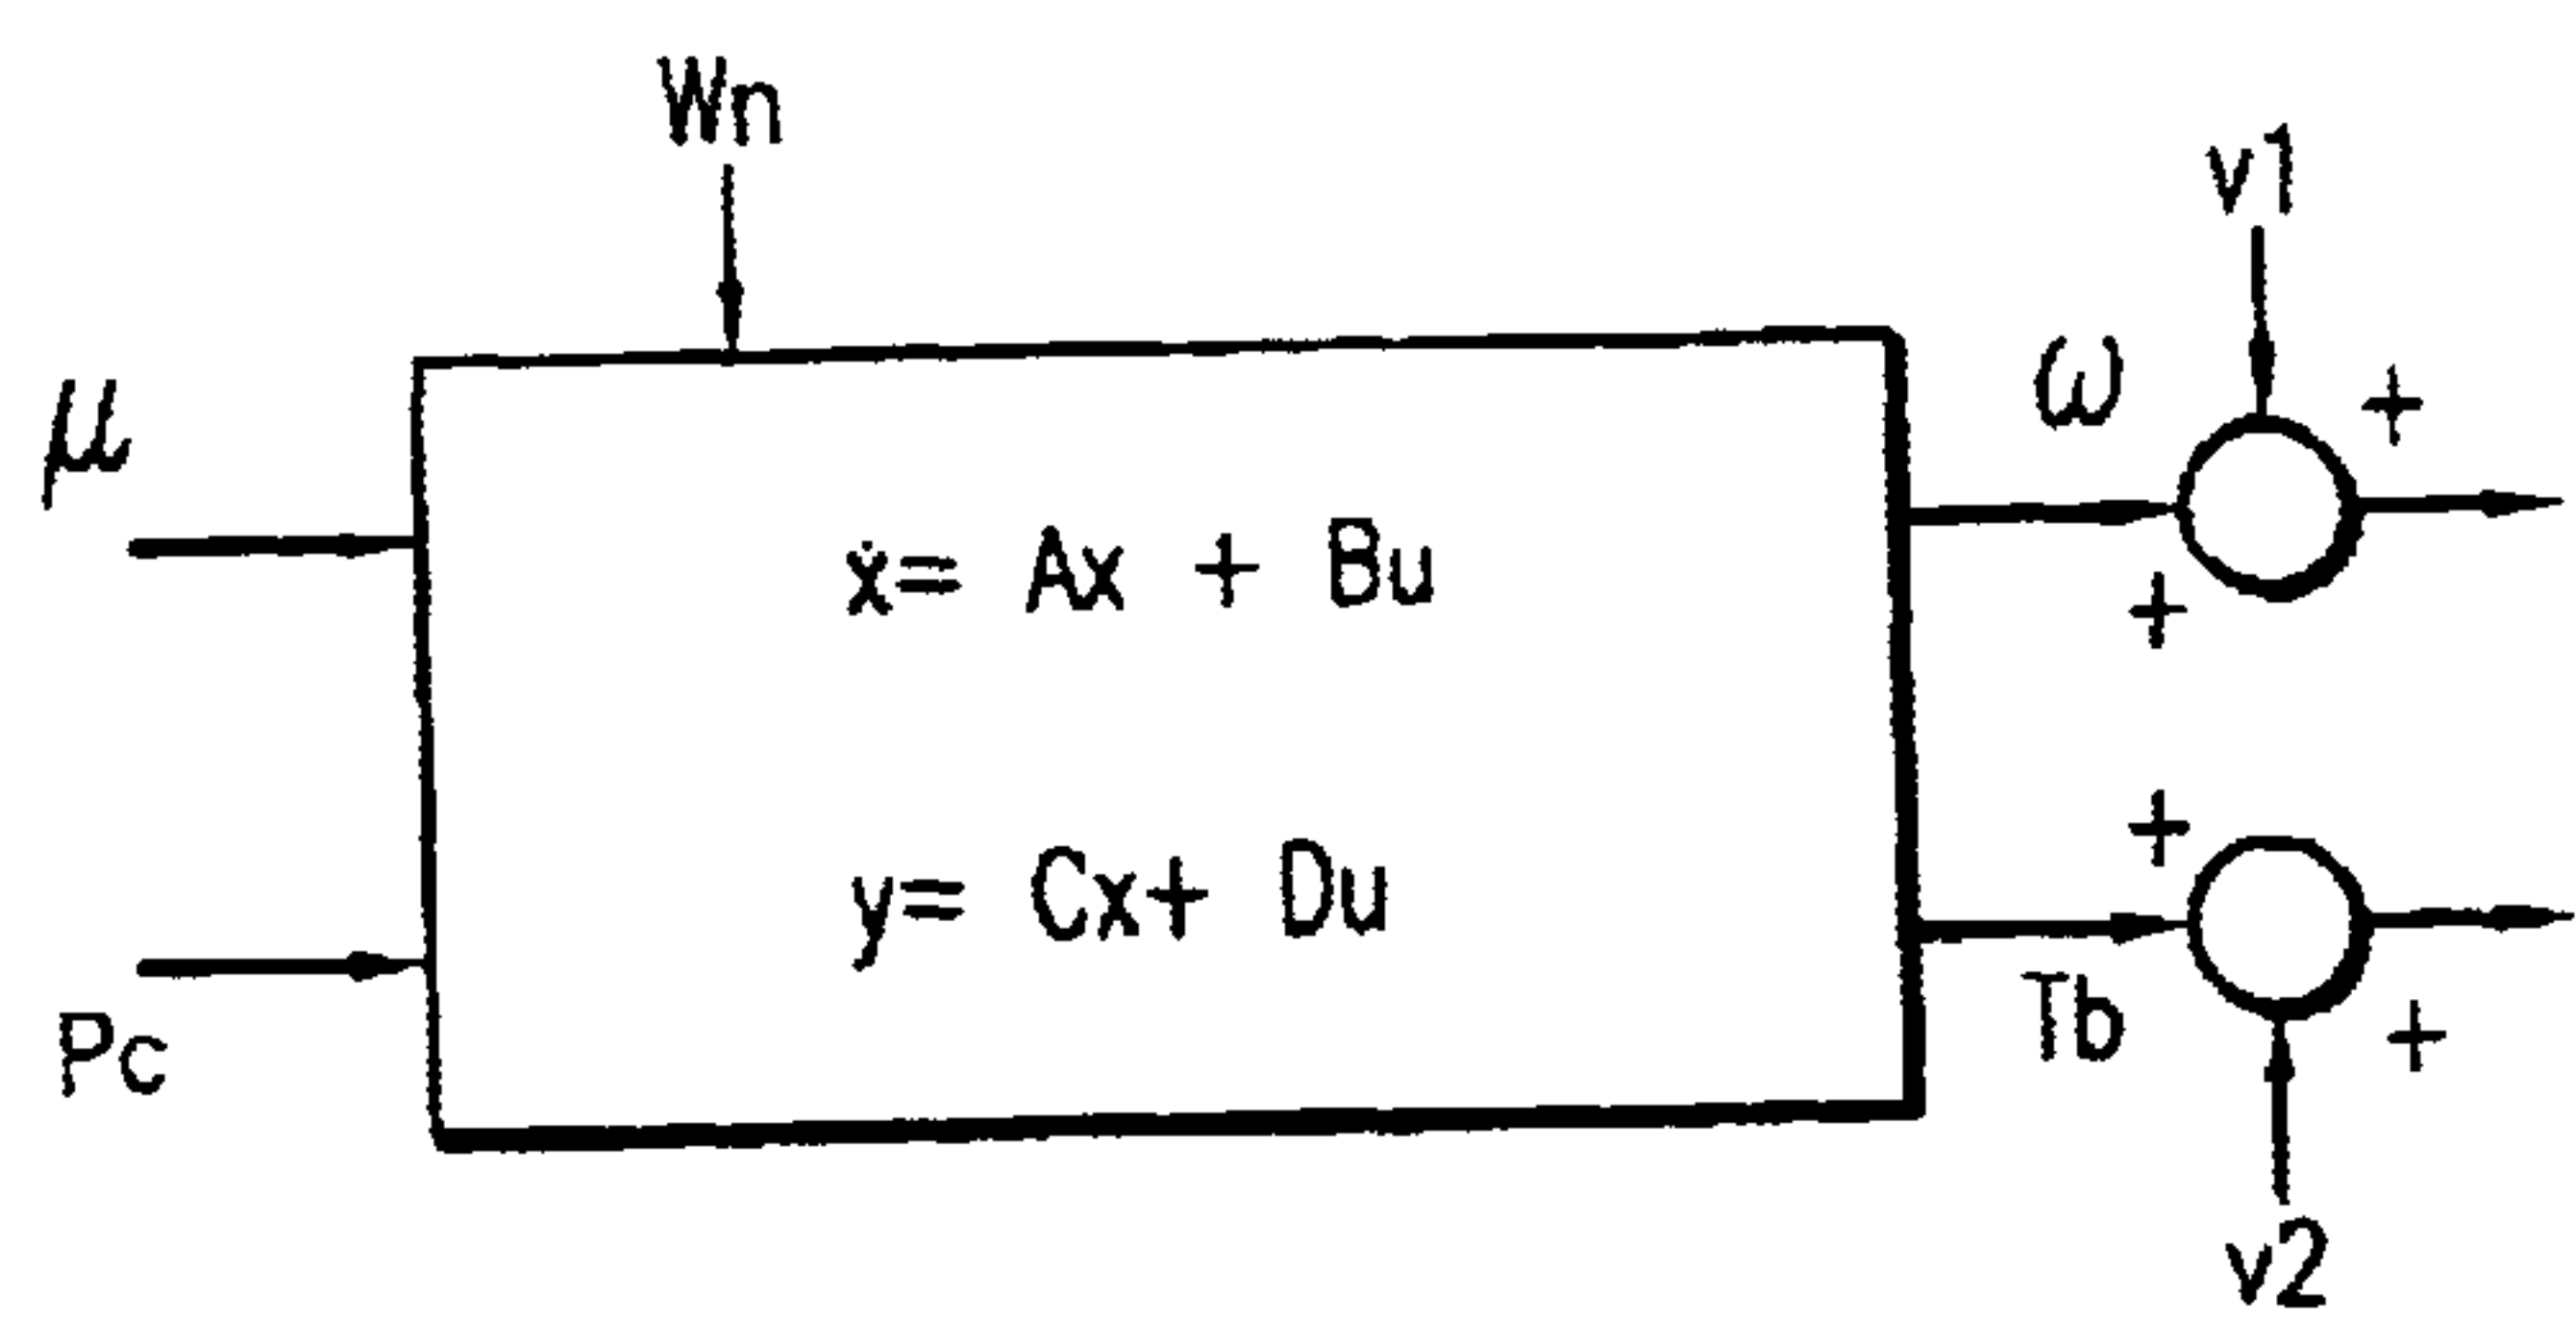 Wn
v1
μ
ω
+
ẋ= Ax + Bu
+
y= Cx+ Du
+
Pc
Tb
+
v2